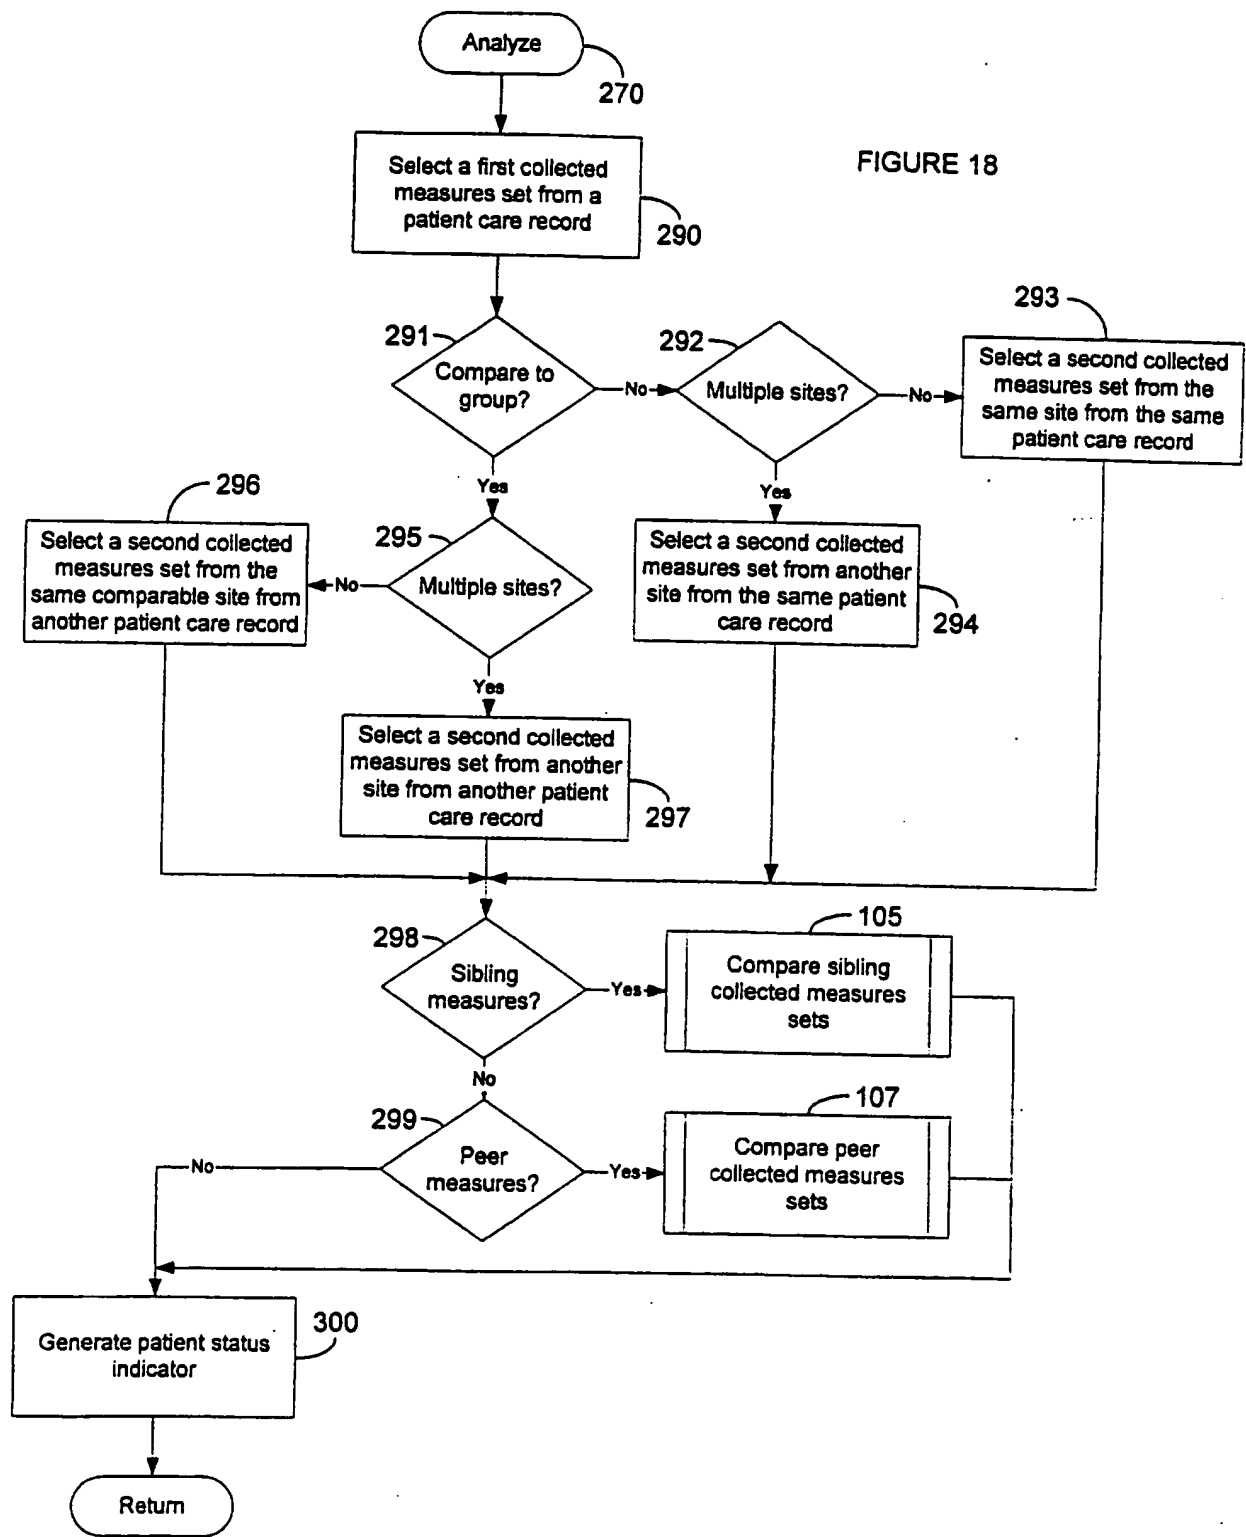 Analyze
270
FIGURE 18
Select a first collected
measures set from a
patient care record
290
291
Compare to
group?
No
292
Multiple sites?
No
293
Select a second collected
measures set from the
same site from the same
patient care record
Yes
Yes
296
Select a second collected
measures set from the
same comparable site from
another patient care record
No
295
Multiple sites?
Select a second collected
measures set from another
site from the same patient
care record
294
Yes
Select a second collected
measures set from another
site from another patient
care record
297
298
Sibling
measures?
Yes
105
Compare sibling
collected measures
sets
No
299
Peer
measures?
No
Yes
107
Compare peer
collected measures
sets
Generate patient status
indicator
300
Return